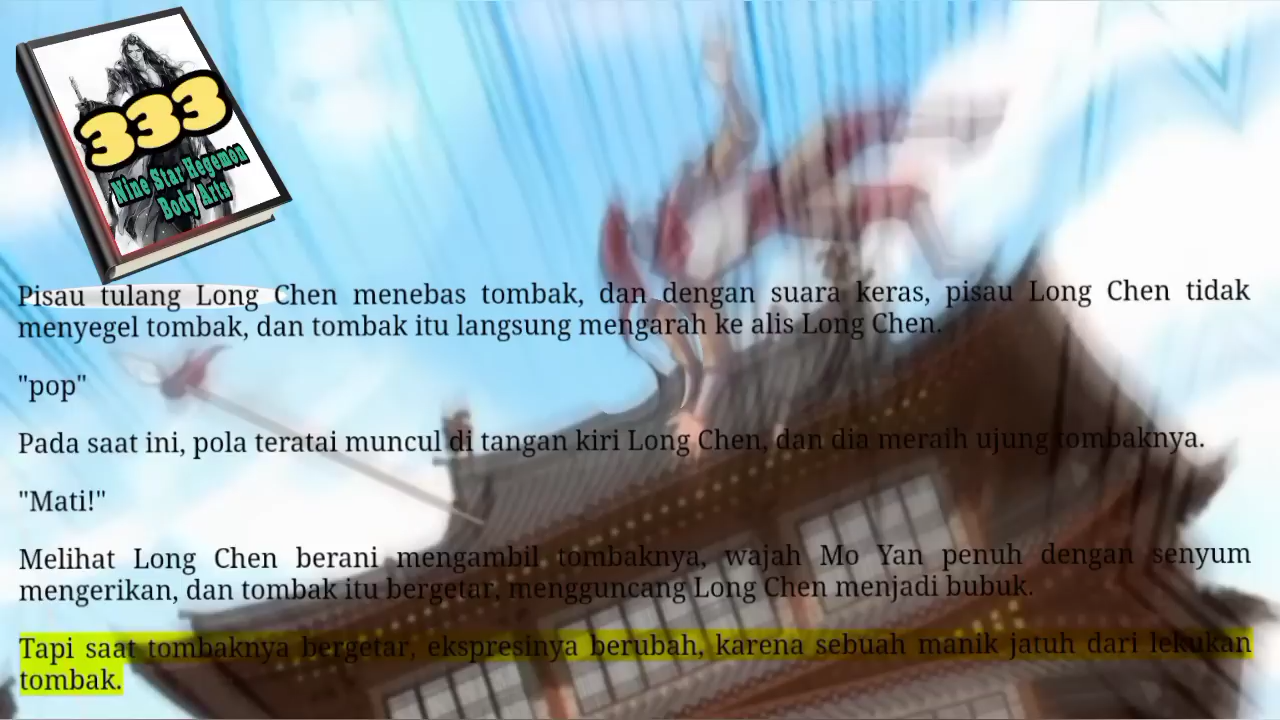 333
Nine Star Hegemon
Body Arts
Pisau tulang Long Chen menebas tombak, dan dengan suara keras, pisau Long Chen tidak
menyegel tombak, dan tombak itu langsung mengarah ke alis Long Chen.
"pop"
Pada saat ini, pola teratai muncul di tangan kiri Long Chen, dan dia meraih ujung tombaknya.
"Mati!"
Melihat Long Chen berani mengambil tombaknya, wajah Mo Yan penuh dengan senyum
mengerikan, dan tombak itu bergetar, mengguncang Long Chen menjadi bubuk.
Tapi saat tombaknya bergetar, ekspresinya berubah, karena sebuah manik jatuh dari lekukan
tombak.